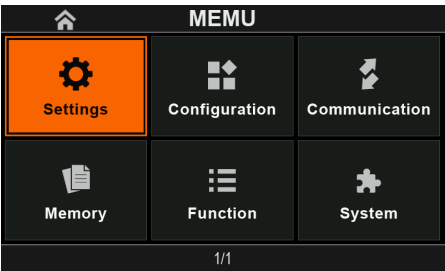 MEMU
Settings
Configuration
Communication
Memory
Function
System
1/1